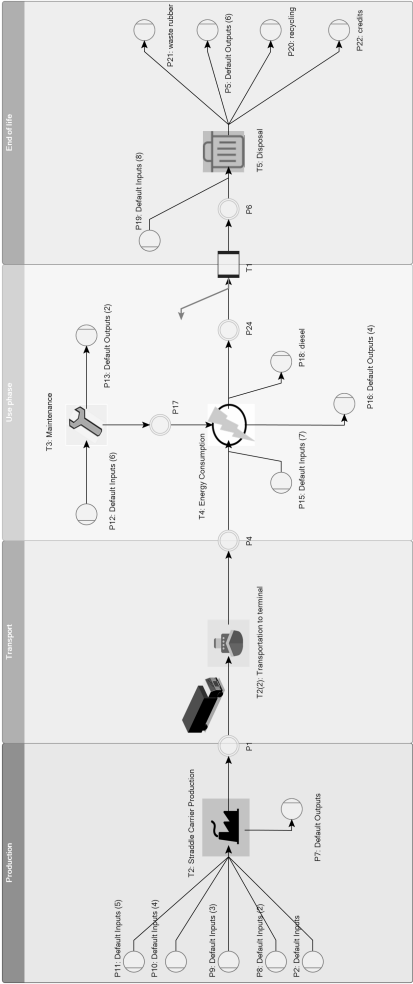 Production
Transport
Use phase
End of life
P11: Default Inputs (5)
P10: Default Inputs (4)
P9: Default Inputs (3)
P8: Default Inputs (2)
P2: Default Inputs
T2: Straddle Carrier Production
P7: Default Outputs
P1
T2(2): Transportation to terminal
P4
T3: Maintenance
P12: Default Inputs (6)
P13: Default Outputs (2)
P17
T4: Energy Consumption
P15: Default Inputs (7)
P18: diesel
P16: Default Outputs (4)
P24
T1
P6
P19: Default Inputs (8)
T5: Disposal
P21: waste rubber
P5: Default Outputs (6)
P20: recycling
P22: credits